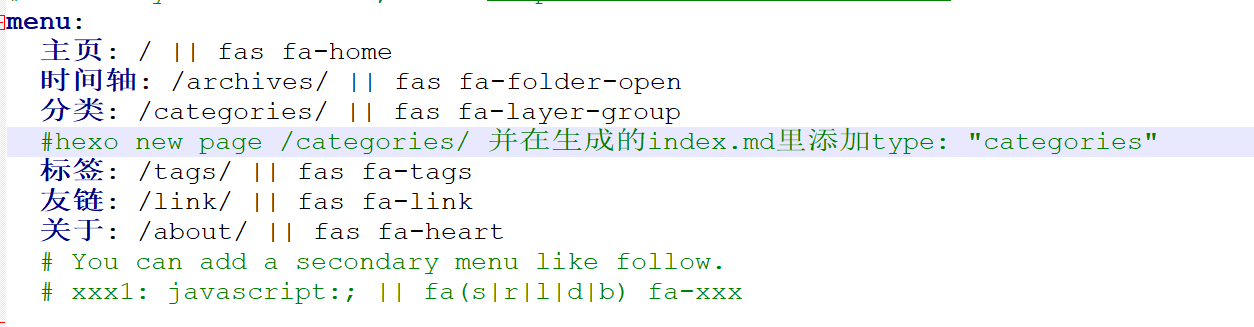 menu:
主页: / || fas fa-home
时间轴: /archives/ || fas fa-folder-open
分类: /categories/ || fas fa-layer-group
#hexo new page /categories/ 并在生成的index.md里添加type: "categories"
标签: /tags/ || fas fa-tags
友链: /link/ || fas fa-link
关于: /about/ || fas fa-heart
# You can add a secondary menu like follow.
# xxx1: javascript:; || fa(s|r|l|d|b) fa-xxx